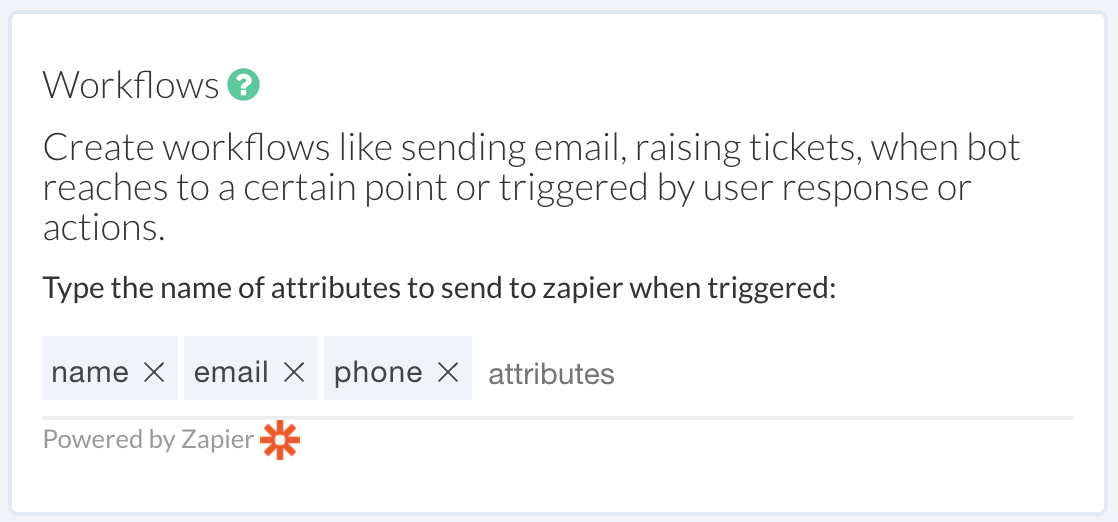 Workflows ?
Create workflows like sending email, raising tickets, when bot
reaches to a certain point or triggered by user response or
actions.
Type the name of attributes to send to zapier when triggered:
name × email × phone × attributes
Powered by Zapier